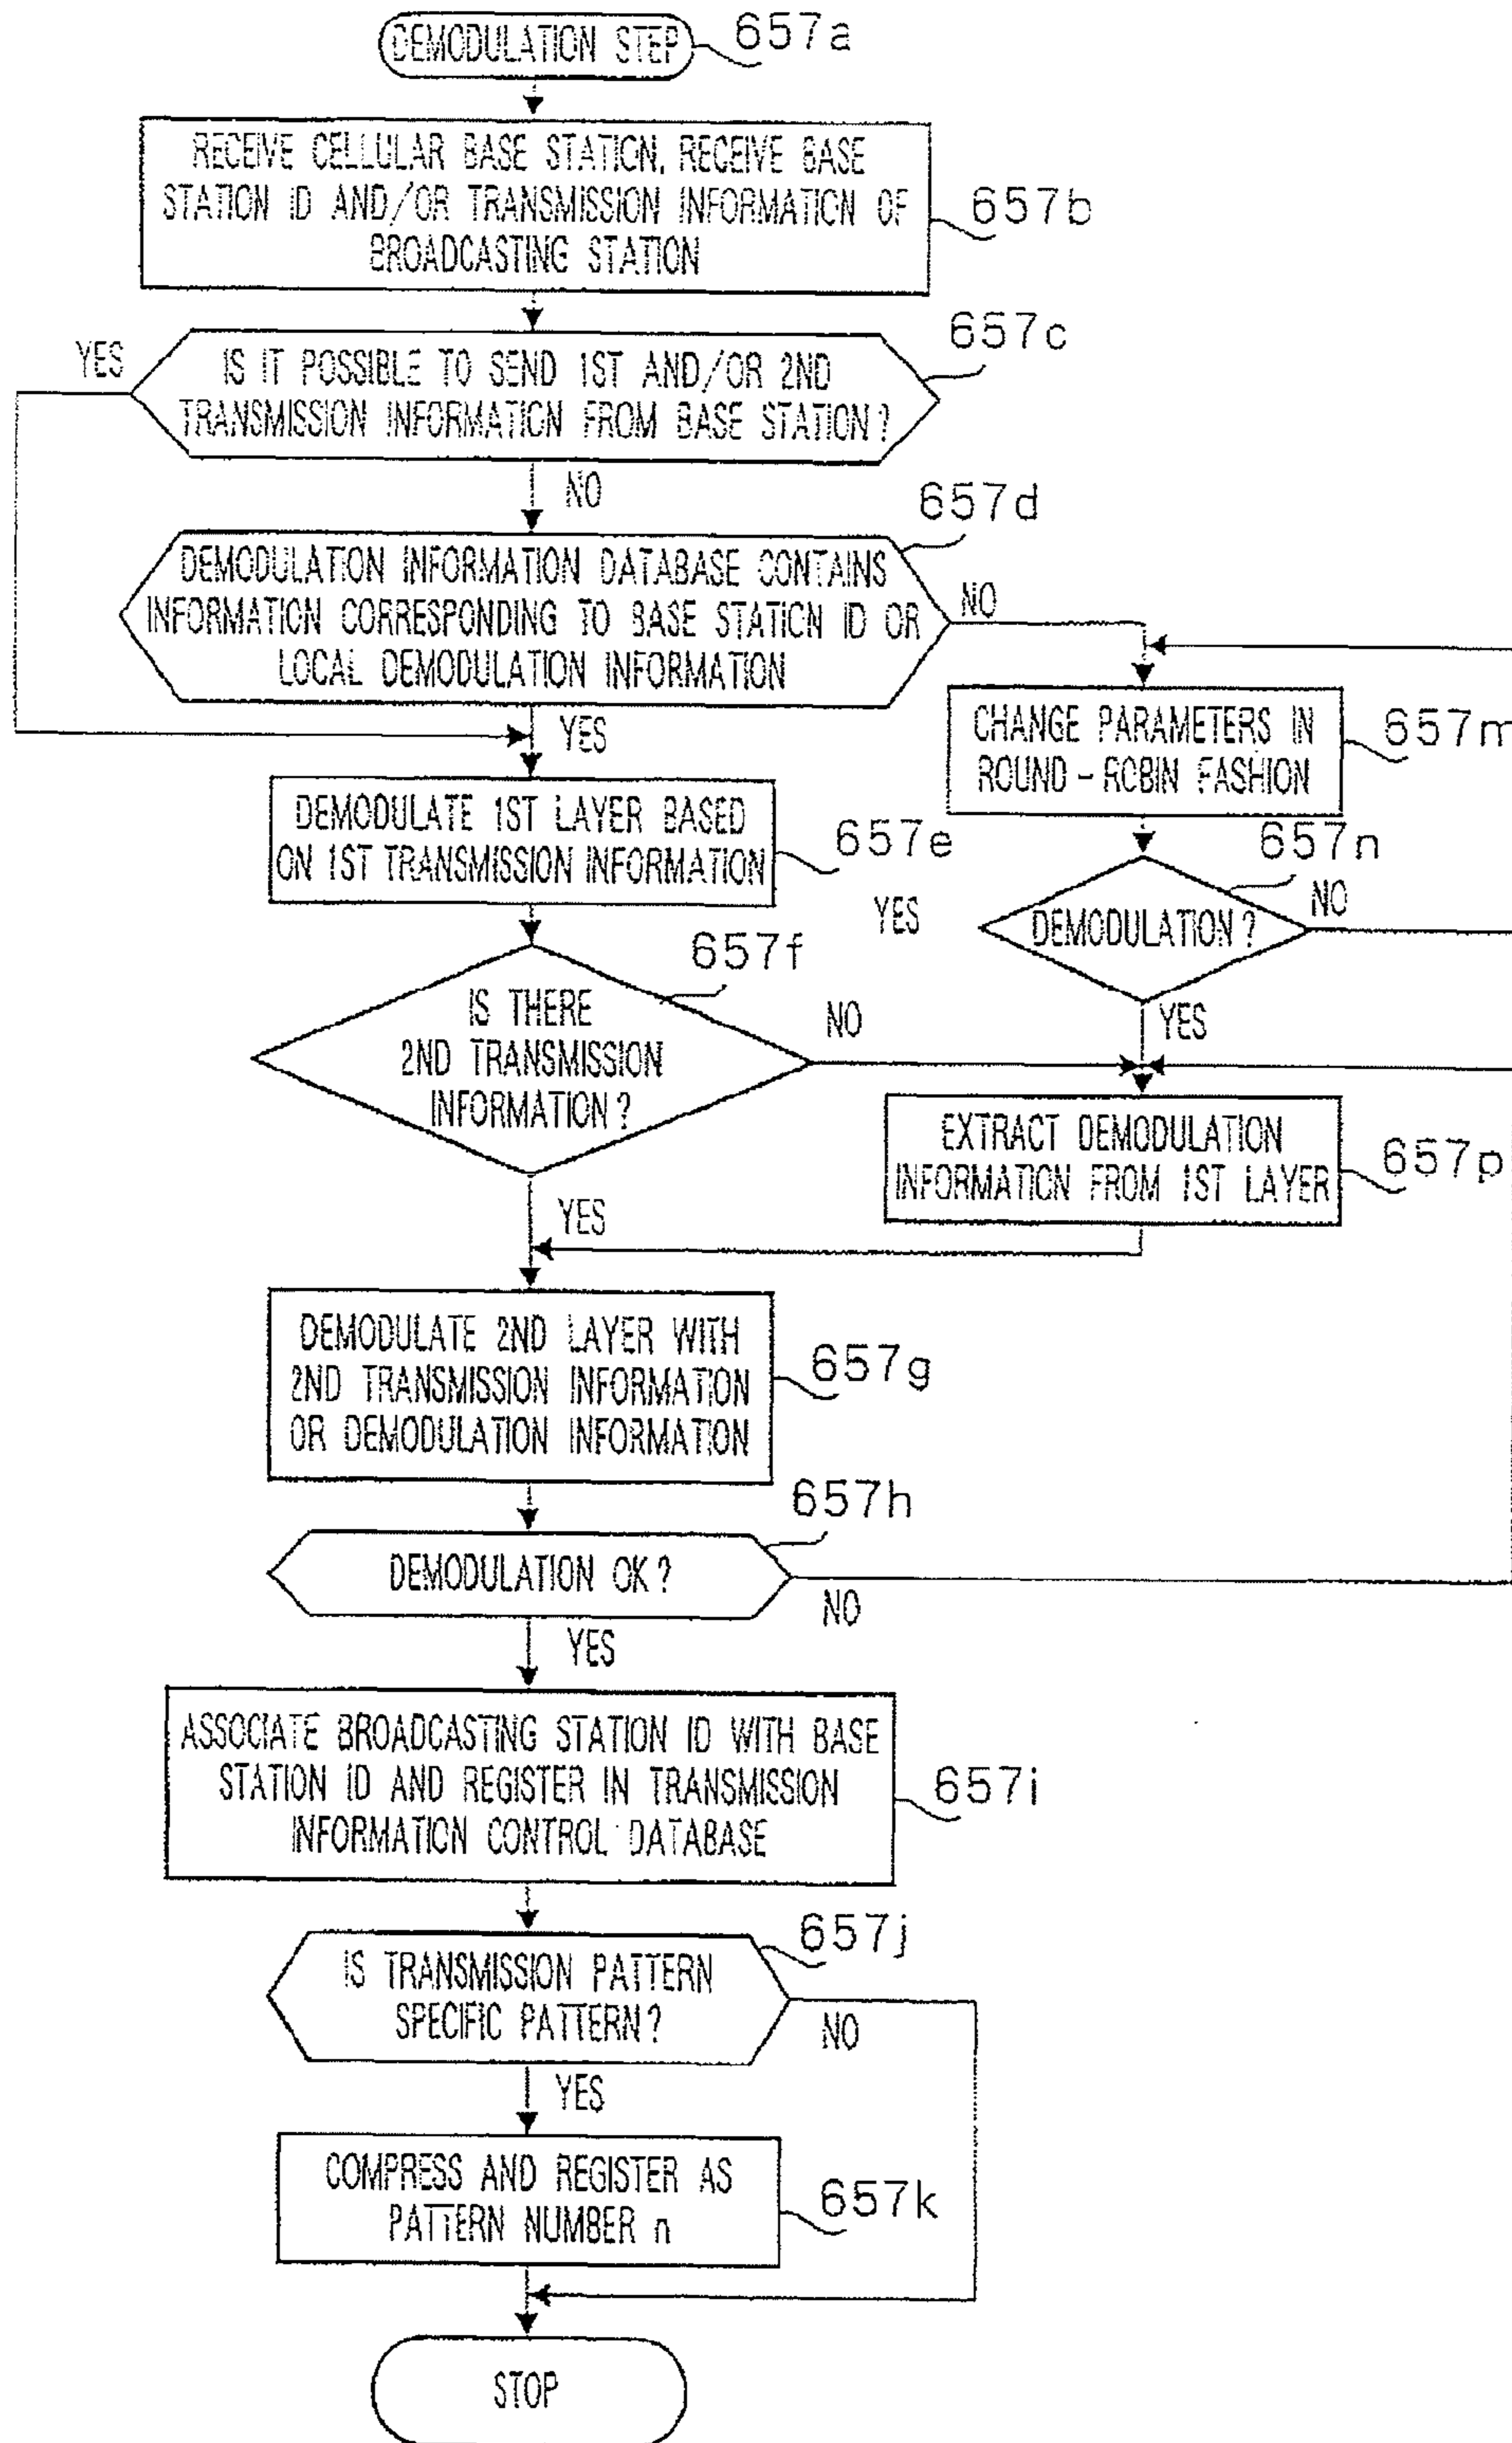 DEMODULATION STEP
657a
RECEIVE CELLULAR BASE STATION, RECEIVE BASE
STATION ID AND/OR TRANSMISSION INFORMATION OF
BROADCASTING STATION
657b
657c
YES
IS IT POSSIBLE TO SEND 1ST AND/OR 2ND
TRANSMISSION INFORMATION FROM BASE STATION?
NO
657d
DEMODULATION INFORMATION DATABASE CONTAINS
INFORMATION CORRESPONDING TO BASE STATION ID OR
LOCAL DEMODULATION INFORMATION
NO
YES
CHANGE PARAMETERS IN
ROUND-ROBIN FASHION
657m
DEMODULATE 1ST LAYER BASED
ON 1ST TRANSMISSION INFORMATION
657e
657n
YES
DEMODULATION?
NO
YES
657f
IS THERE
2ND TRANSMISSION
INFORMATION?
NO
YES
EXTRACT DEMODULATION
INFORMATION FROM 1ST LAYER
657p
DEMODULATE 2ND LAYER WITH
2ND TRANSMISSION INFORMATION
OR DEMODULATION INFORMATION
657g
657h
DEMODULATION OK?
NO
YES
ASSOCIATE BROADCASTING STATION ID WITH BASE
STATION ID AND REGISTER IN TRANSMISSION
INFORMATION CONTROL DATABASE
657i
657j
IS TRANSMISSION PATTERN
SPECIFIC PATTERN?
NO
YES
COMPRESS AND REGISTER AS
PATTERN NUMBER n
657k
STOP